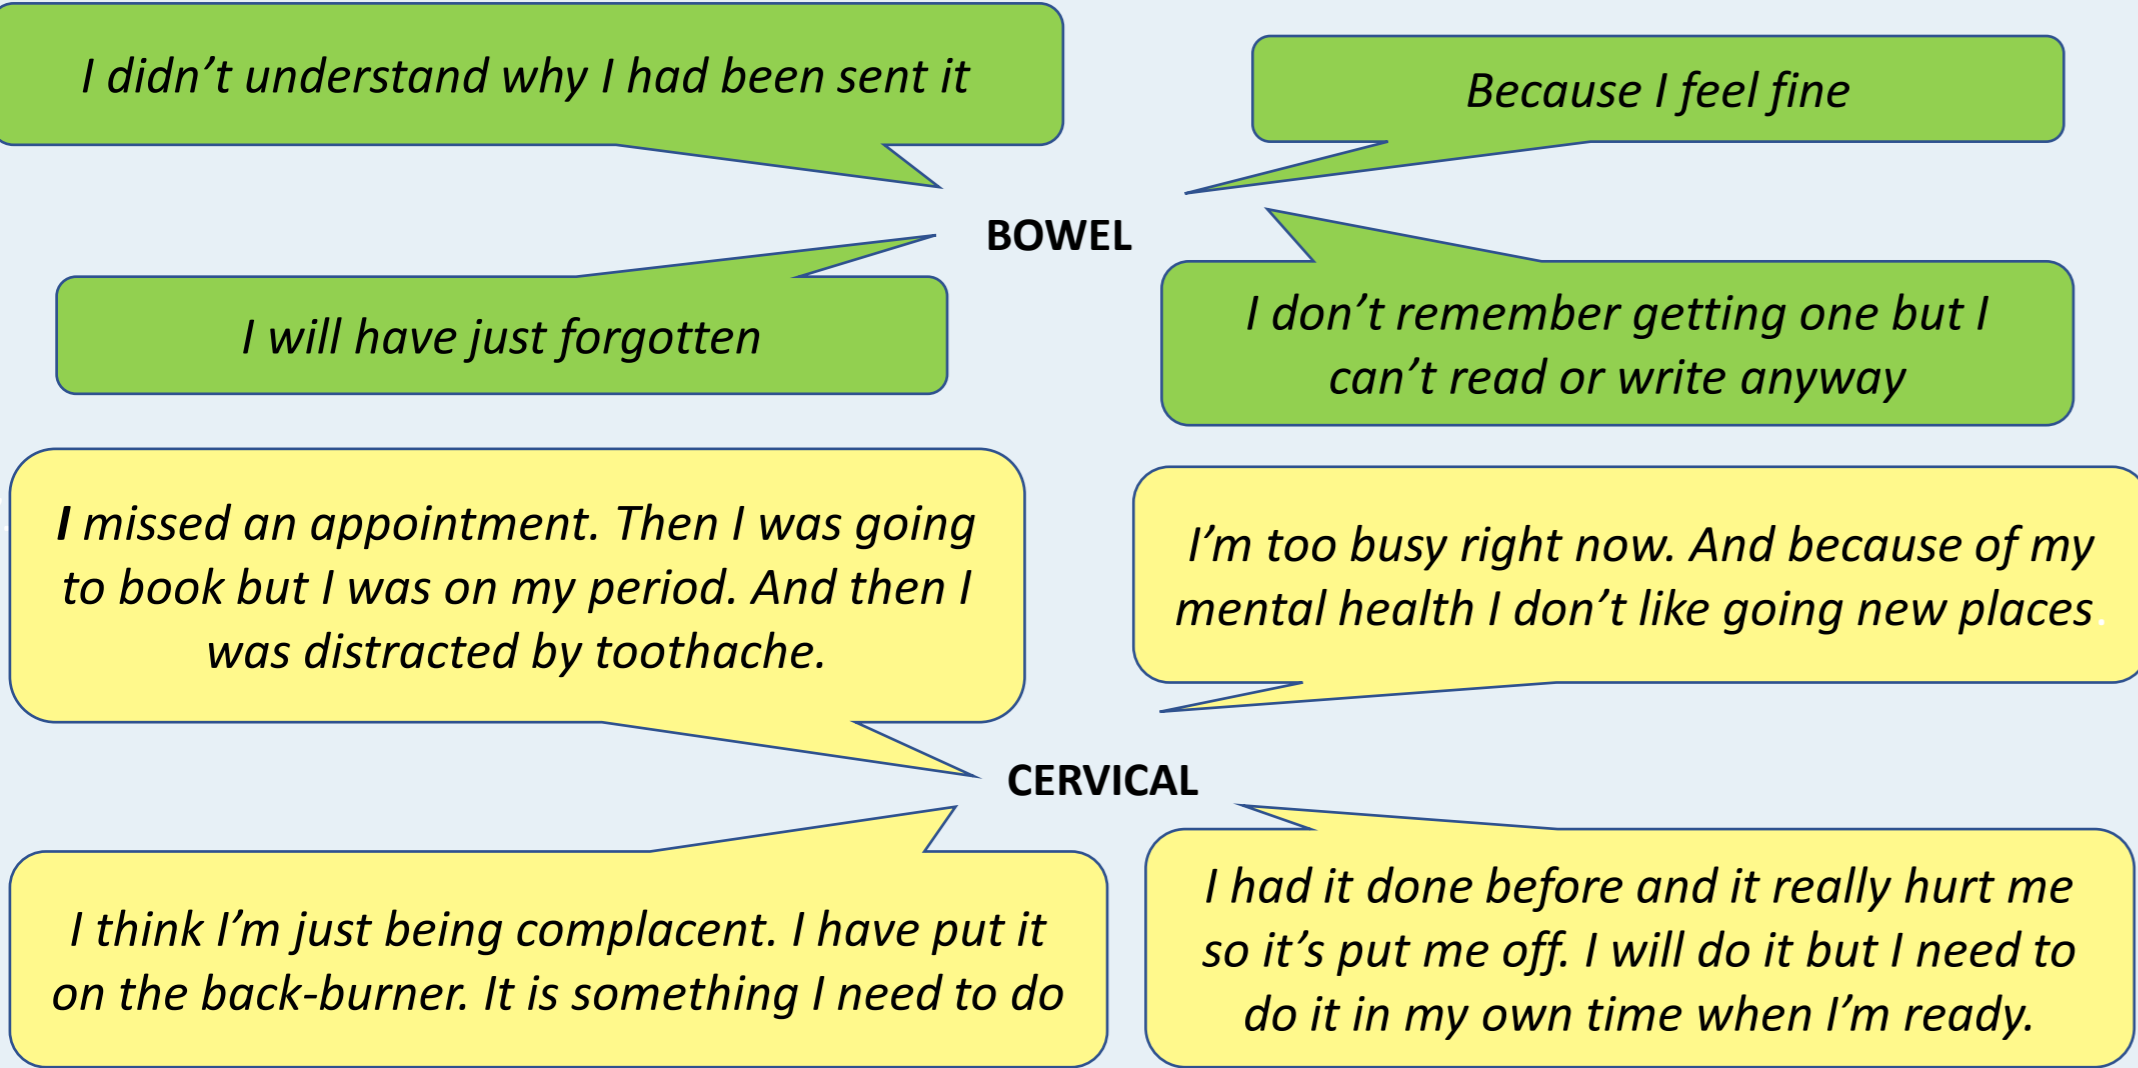 I didn’t understand why I had been sent it
Because I feel fine
BOWEL
I will have just forgotten
I don’t remember getting one but I
can’t read or write anyway
I missed an appointment. Then I was going
to book but I was on my period. And then I
was distracted by toothache.
I’m too busy right now. And because of my
mental health I don’t like going new places.
CERVICAL
I think I’m just being complacent. I have put it
on the back-burner. It is something I need to do
I had it done before and it really hurt me
so it’s put me off. I will do it but I need to
do it in my own time when I’m ready.